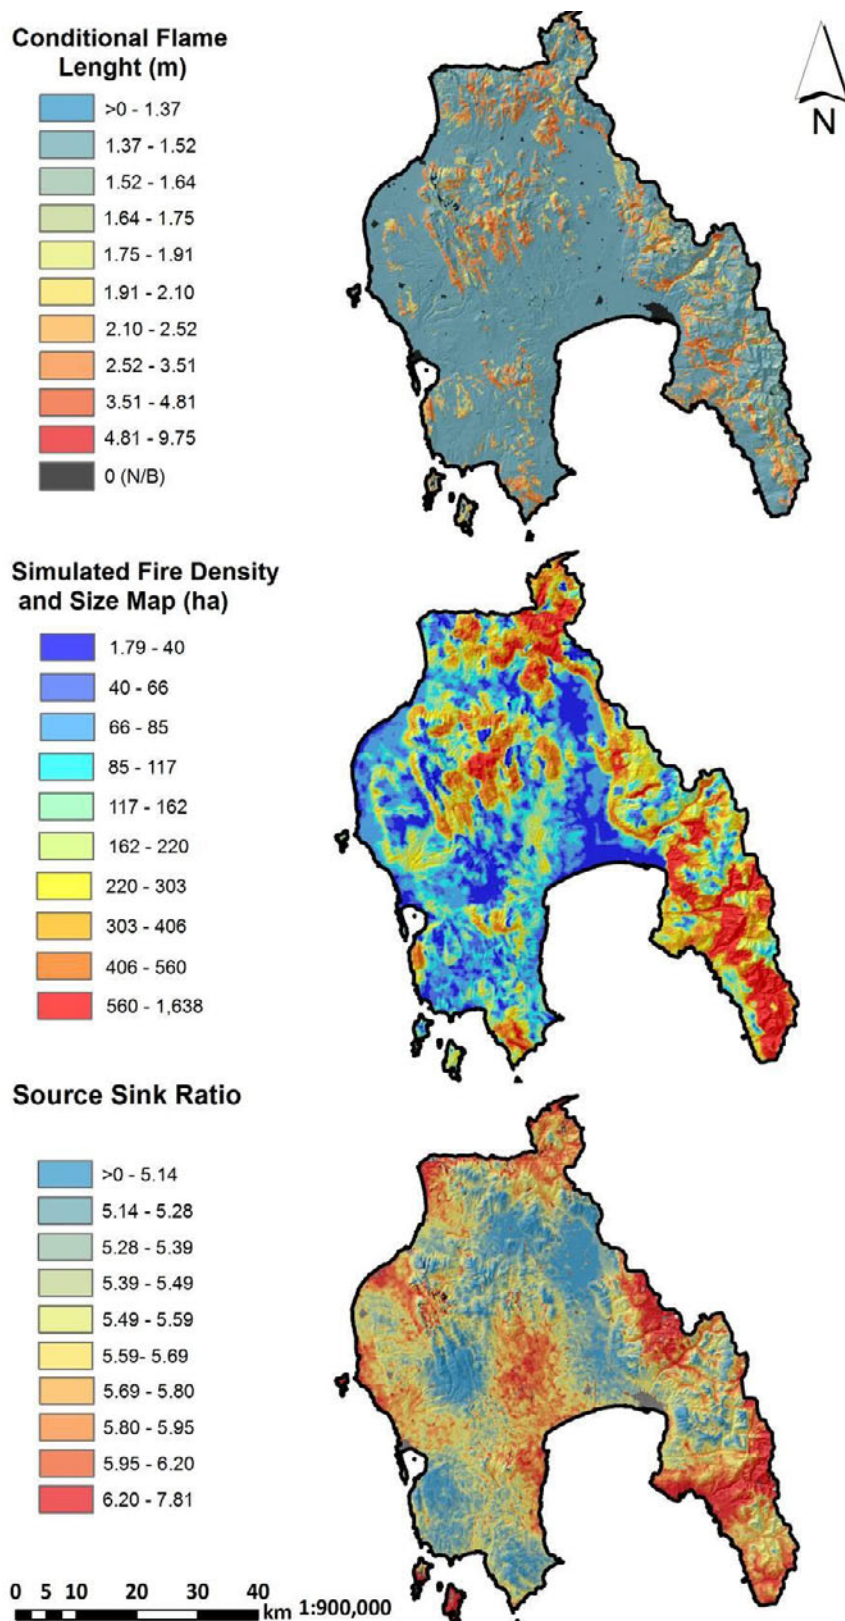 Conditional Flame
Lenght (m)
>0 - 1.37
1.37 - 1.52
1.52 - 1.64
1.64 - 1.75
1.75 - 1.91
1.91 - 2.10
2.10 - 2.52
2.52 - 3.51
3.51 - 4.81
4.81 - 9.75
0 (N/B)
N
Simulated Fire Density
and Size Map (ha)
1.79 - 40
40 - 66
66 - 85
85 - 117
117 - 162
162 - 220
220 - 303
303 - 406
406 - 560
560 - 1,638
Source Sink Ratio
>0 - 5.14
5.14 - 5.28
5.28 - 5.39
5.39 - 5.49
5.49 - 5.59
5.59- 5.69
5.69 - 5.80
5.80 - 5.95
5.95 - 6.20
6.20 - 7.81
0 5 10 20 30 40
km 1:900,000